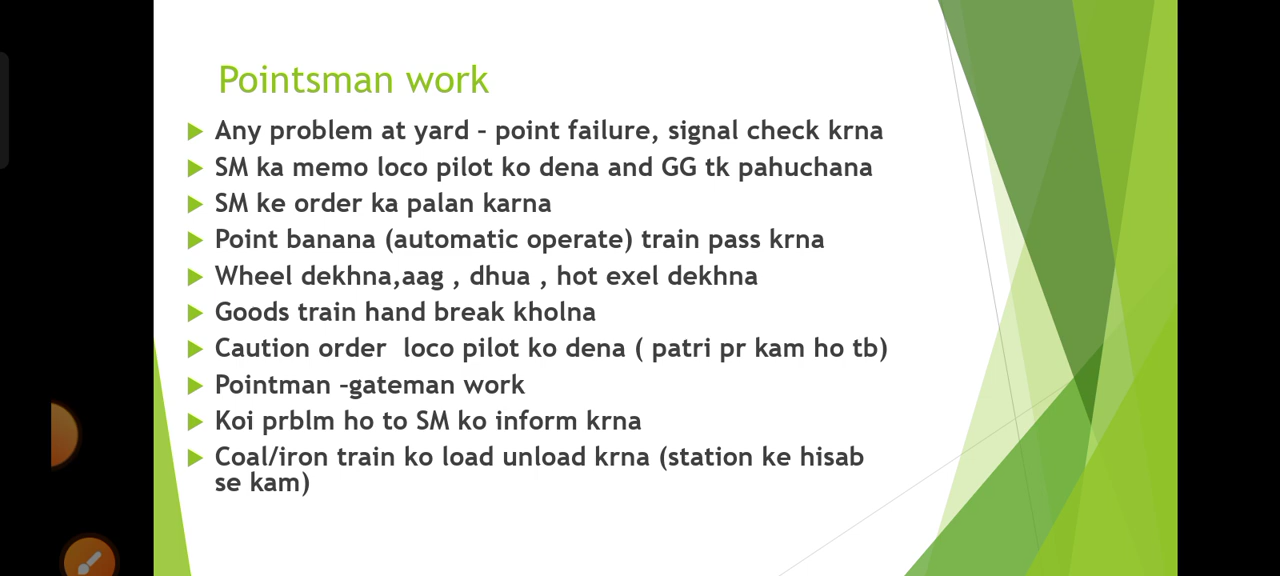 Pointsman work
Any problem at yard – point failure, signal check krna
SM ka memo loco pilot ko dena and GG tk pahuchana
SM ke order ka palan karna
Point banana (automatic operate) train pass krna
Wheel dekhna,aag , dhua , hot exel dekhna
Goods train hand break kholna
Caution order  loco pilot ko dena ( patri pr kam ho tb)
Pointman –gateman work
Koi prblm ho to SM ko inform krna
Coal/iron train ko load unload krna (station ke hisab
se kam)